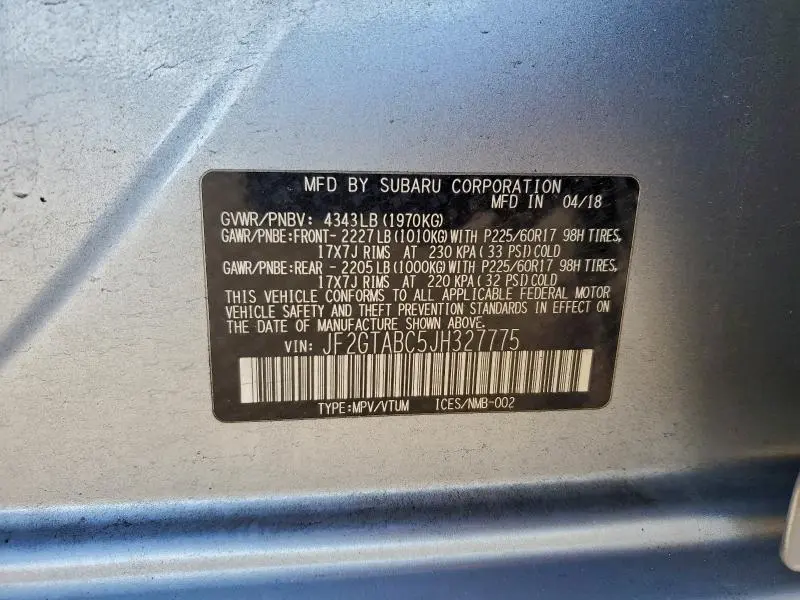 MFD BY SUBARU CORPORATION
MFD IN 04/18
GVWR/PNBV: 4343LB(1970KG)
GAWR/PNBE:FRONT-2227LB(1010KG)WITH P225/60R17 98H TIRES,
17X7J RIMS AT 230 KPA(33 PSI)COLD
GAWR/PNBE:REAR -2205LB(1000KG)WITH P225/60R17 98H TIRES,
17X7J RIMS AT 220 KPA(32 PSI)COLD
THIS VEHICLE CONFORMS TO ALL APPLICABLE FEDERAL MOTOR
VEHICLE SAFETY AND THEFT PREVENTION STANDARDS IN EFFECT ON
THE DATE OF MANUFACTURE SHOWN ABOVE.
VIN: JF2GTABC5JH327775
TYPE:MPV/VTUM ICES/NMB-002